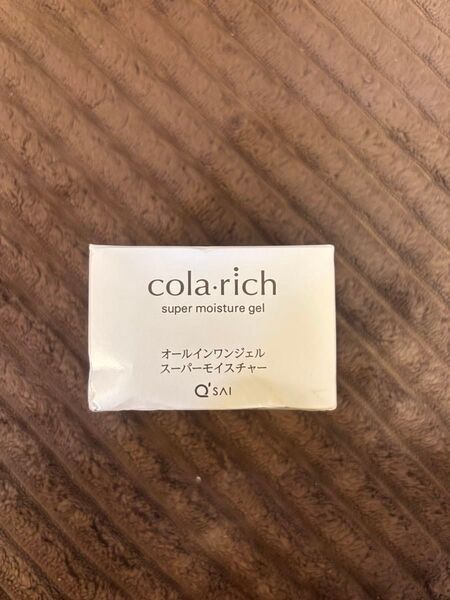 cola·rich
super moisture gel
オールインワンジェル
スーパーモイスチャー
Q'SAI